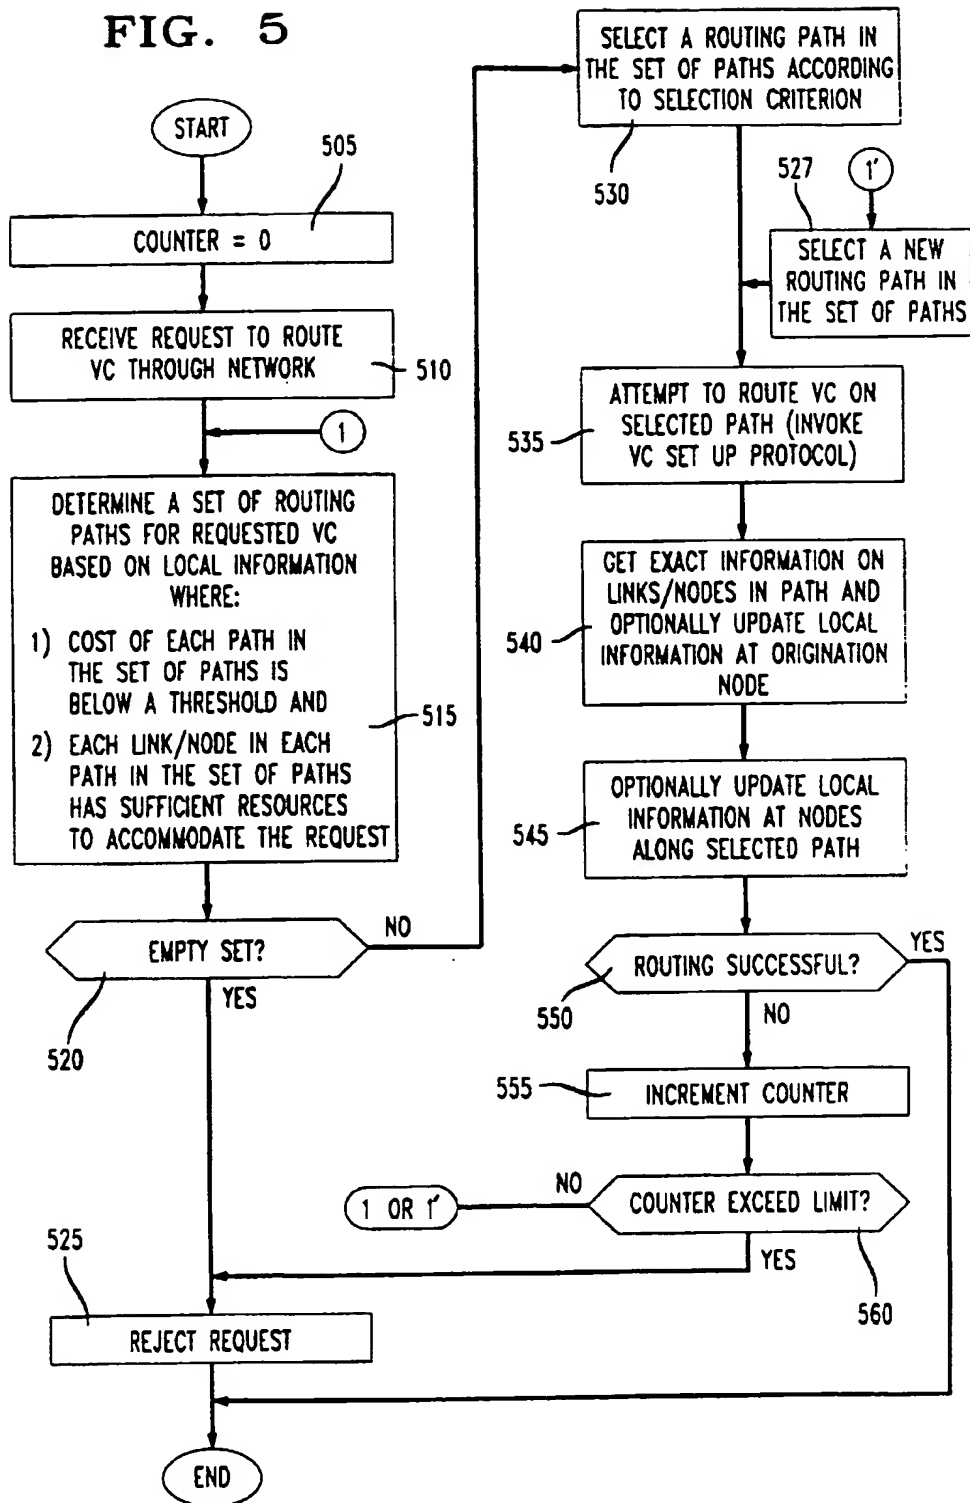 FIG. 5
START
505
COUNTER = 0
RECEIVE REQUEST TO ROUTE
VC THROUGH NETWORK
510
1
DETERMINE A SET OF ROUTING
PATHS FOR REQUESTED VC
BASED ON LOCAL INFORMATION
WHERE:
1) COST OF EACH PATH IN
THE SET OF PATHS IS
BELOW A THRESHOLD AND
515
2) EACH LINK/NODE IN EACH
PATH IN THE SET OF PATHS
HAS SUFFICIENT RESOURCES
TO ACCOMMODATE THE REQUEST
EMPTY SET?
NO
YES
520
525
REJECT REQUEST
END
SELECT A ROUTING PATH IN
THE SET OF PATHS ACCORDING
TO SELECTION CRITERION
530
527
1'
SELECT A NEW
ROUTING PATH IN
THE SET OF PATHS
ATTEMPT TO ROUTE VC ON
SELECTED PATH (INVOKE
VC SET UP PROTOCOL)
535
GET EXACT INFORMATION ON
LINKS/NODES IN PATH AND
OPTIONALLY UPDATE LOCAL
INFORMATION AT ORIGINATION
NODE
540
OPTIONALLY UPDATE LOCAL
INFORMATION AT NODES
ALONG SELECTED PATH
545
ROUTING SUCCESSFUL?
YES
550
NO
555
INCREMENT COUNTER
NO
1 OR 1'
COUNTER EXCEED LIMIT?
YES
560